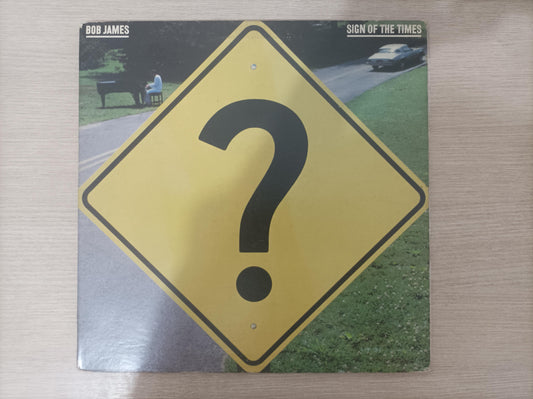 BOB JAMES
SIGN OF THE TIMES
?